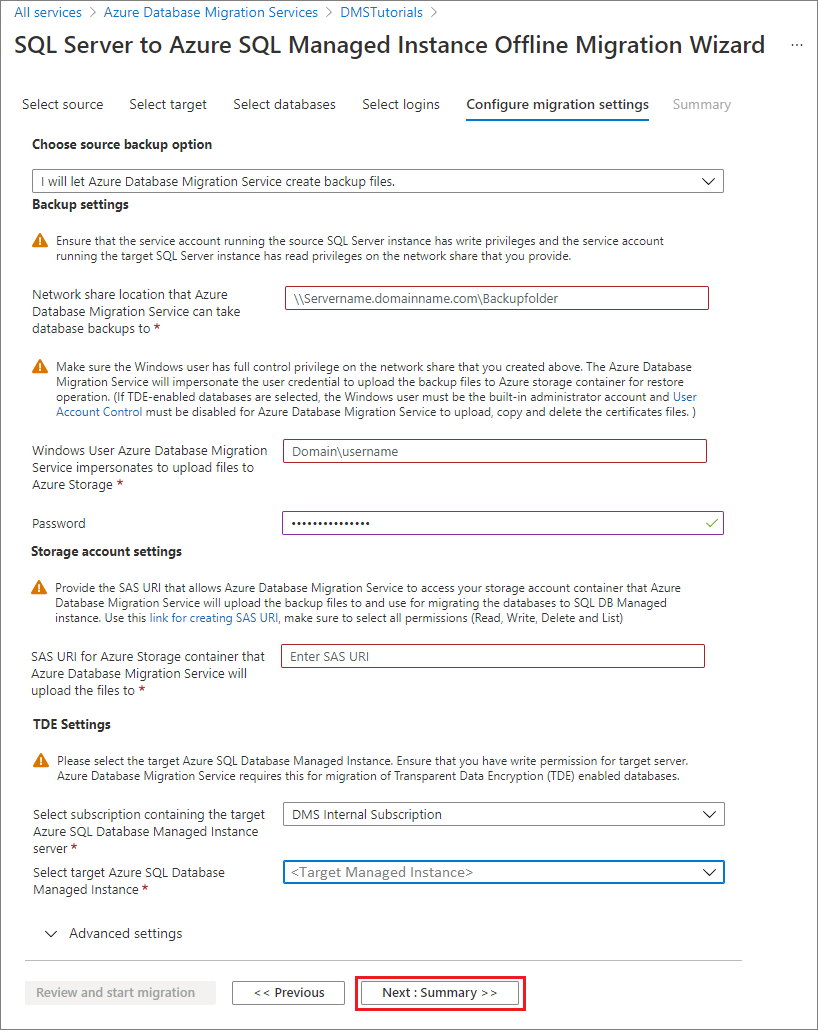 All services > Azure Database Migration Services > DMSTutorials >
SQL Server to Azure SQL Managed Instance Offline Migration Wizard ...
Select source Select target Select databases Select logins Configure migration settings Summary
Choose source backup option
I will let Azure Database Migration Service create backup files.
Backup settings
Ensure that the service account running the source SQL Server instance has write privileges and the service account
running the target SQL Server instance has read privileges on the network share that you provide.
Network share location that Azure
Database Migration Service can take
database backups to *
\\Servername.domainname.com\Backupfolder
Make sure the Windows user has full control privilege on the network share that you created above. The Azure Database
Migration Service will impersonate the user credential to upload the backup files to Azure storage container for restore
operation. (If TDE-enabled databases are selected, the Windows user must be the built-in administrator account and User
Account Control must be disabled for Azure Database Migration Service to upload, copy and delete the certificates files. )
Windows User Azure Database Migration
Service impersonates to upload files to
Azure Storage *
Domain\username
Password
•••••••••••••••
Storage account settings
Provide the SAS URI that allows Azure Database Migration Service to access your storage account container that Azure
Database Migration Service will upload the backup files to and use for migrating the databases to SQL DB Managed
instance. Use this link for creating SAS URI, make sure to select all permissions (Read, Write, Delete and List)
SAS URI for Azure Storage container that
Azure Database Migration Service will
upload the files to *
Enter SAS URI
TDE Settings
Please select the target Azure SQL Database Managed Instance. Ensure that you have write permission for target server.
Azure Database Migration Service requires this for migration of Transparent Data Encryption (TDE) enabled databases.
Select subscription containing the target
Azure SQL Database Managed Instance
server *
DMS Internal Subscription
Select target Azure SQL Database
Managed Instance *
<Target Managed Instance>
Advanced settings
Review and start migration << Previous Next : Summary >>